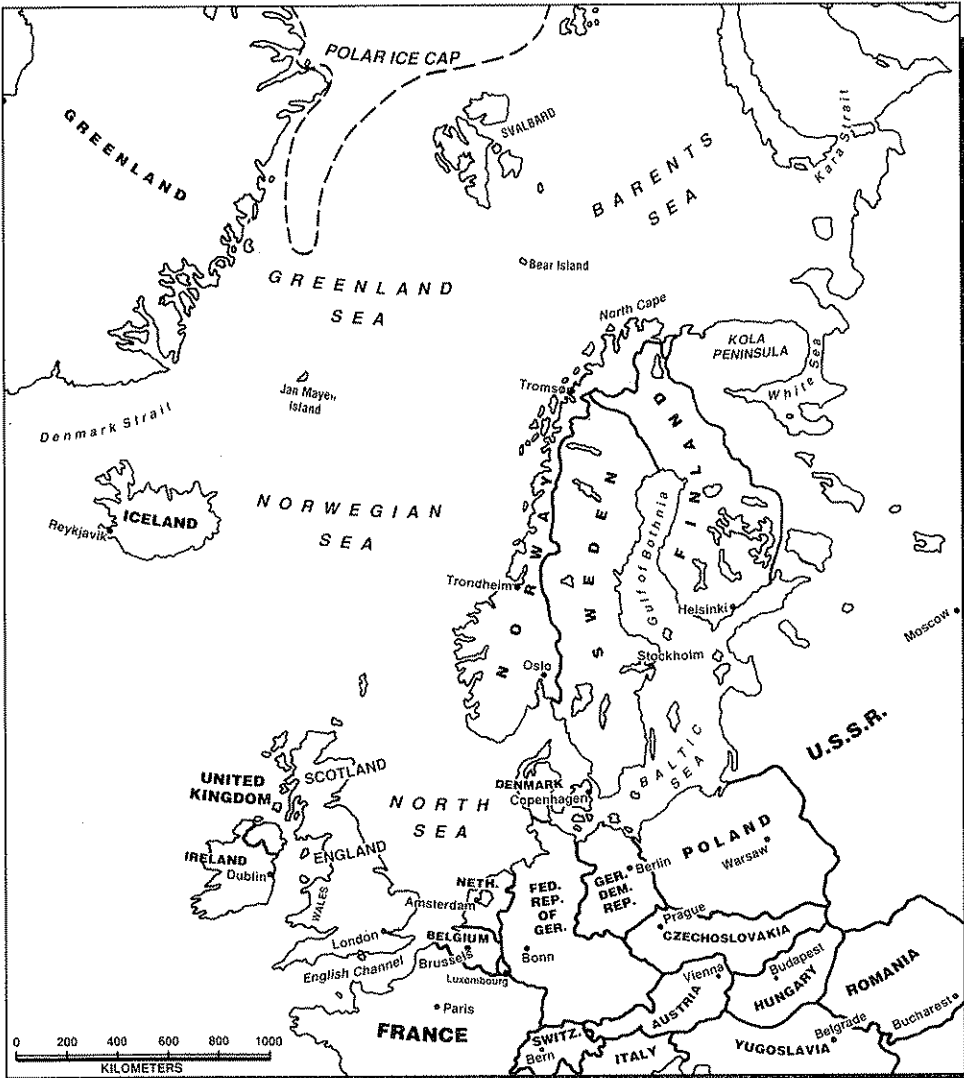 POLAR ICE CAP
GREENLAND
SVALBARD
BARENTS
SEA
Kara Strait
Bear Island
GREENLAND
SEA
North Cape
KOLA
PENINSULA
White Sea
Jan Mayen
Island
Tromsø
Denmark Strait
ICELAND
Reykjavik
NORWEGIAN
SEA
NORWAY
SWEDEN
FINLAND
Gulf of Bothnia
Trondheim
Helsinki
Moscow
Oslo
Stockholm
U.S.S.R.
BALTIC
SEA
SCOTLAND
UNITED
KINGDOM
NORTH
SEA
DENMARK
Copenhagen
IRELAND
Dublin
ENGLAND
WALES
POLAND
Warsaw
Berlin
GER.
DEM.
REP.
NETH.
Amsterdam
FED.
REP.
OF
GER.
London
BELGIUM
Brussels
Bonn
Prague
CZECHOSLOVAKIA
English Channel
Luxembourg
Vienna
Budapest
HUNGARY
ROMANIA
AUSTRIA
Paris
FRANCE
SWITZ.
Bern
ITALY
YUGOSLAVIA
Belgrade
Bucharest
0 200 400 600 800 1000
KILOMETERS